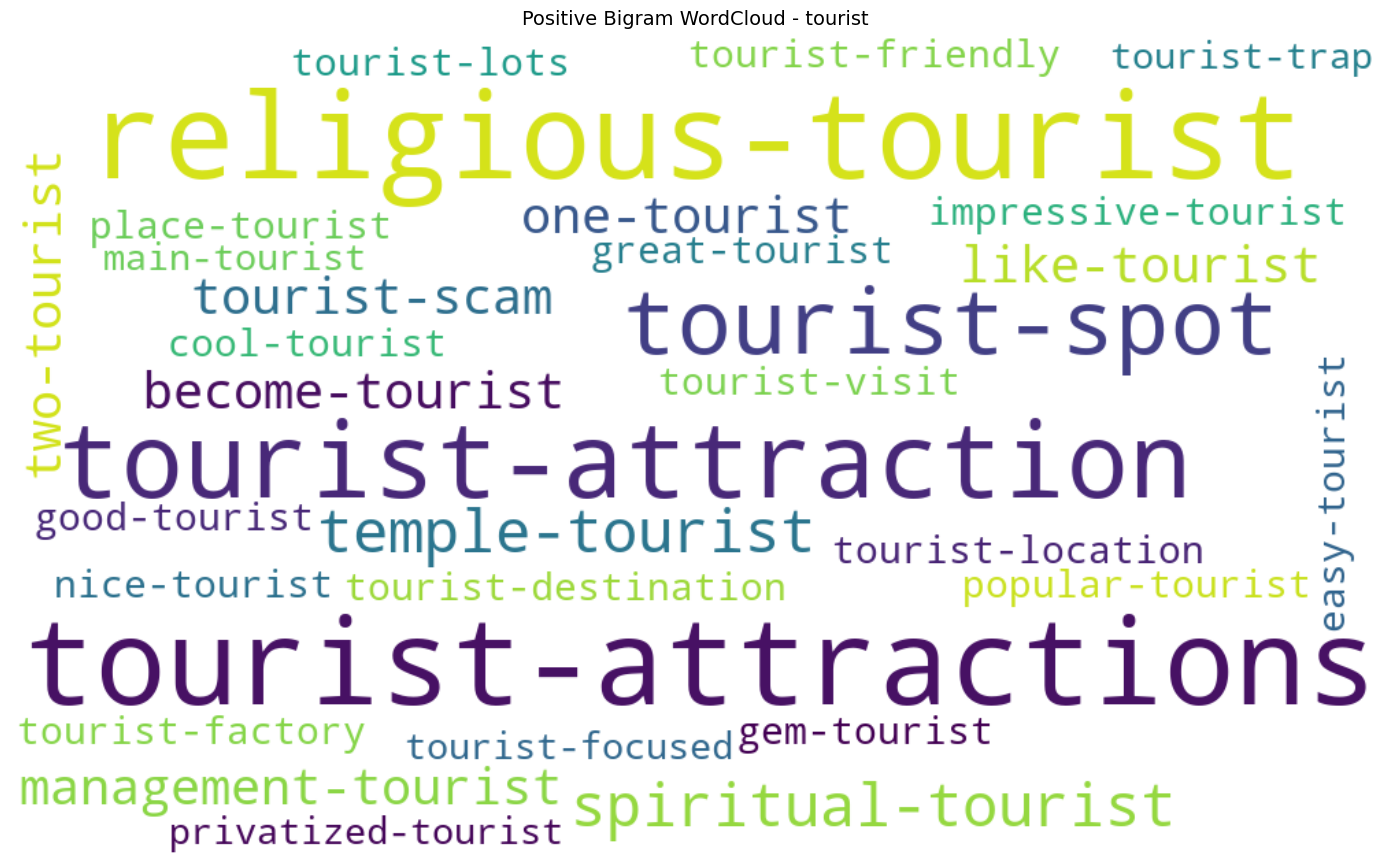 Positive Bigram WordCloud - tourist
tourist-lots
tourist-friendly
tourist-trap
religious-tourist
two-tourist
place-tourist
one-tourist
impressive-tourist
main-tourist
great-tourist
like-tourist
tourist-scam
tourist-spot
cool-tourist
become-tourist
tourist-visit
easy-tourist
tourist-attraction
good-tourist
temple-tourist
tourist-location
nice-tourist
tourist-destination
popular-tourist
tourist-attractions
tourist-factory
tourist-focused
gem-tourist
management-tourist
spiritual-tourist
privatized-tourist